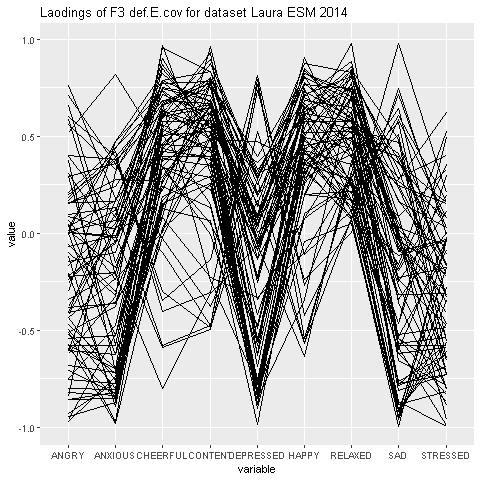 Laodings of F3 def.E.cov for dataset Laura ESM 2014
1.0
0.5
0.0
-0.5
-1.0
value
ANGRY ANXIOUS CHEERFUL CONTENT DEPRESSED HAPPY RELAXED SAD STRESSED
variable